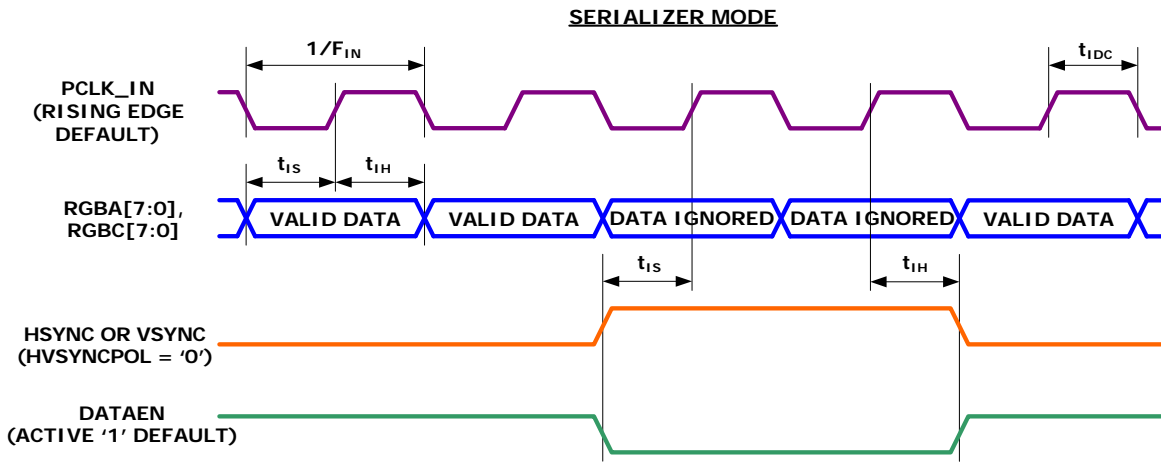 SERIALIZER MODE
1/FIN
tIDC
PCLK_IN
(RISING EDGE
DEFAULT)
tIS
tIH
RGBA[7:0],
RGBC[7:0]
VALID DATA
VALID DATA
DATA IGNORED
DATA IGNORED
VALID DATA
tIS
tIH
HSYNC OR VSYNC
(HVSYNCPOL = ‘0’)
DATAEN
(ACTIVE ‘1’ DEFAULT)